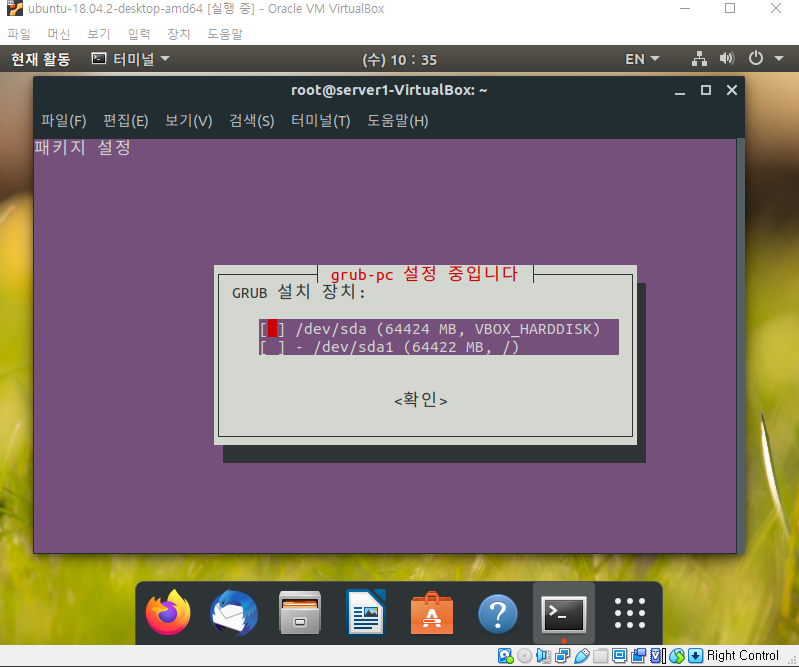 ubuntu-18.04.2-desktop-amd64 [실행 중] - Oracle VM VirtualBox
파일 머신 보기 입력 장치 도움말
현재 활동 터미널 (수) 10 : 35 EN
root@server1-VirtualBox: ~
파일(F) 편집(E) 보기(V) 검색(S) 터미널(T) 도움말(H)
패키지 설정
grub-pc 설정 중입니다
GRUB 설치 장치:
[ ] /dev/sda (64424 MB, VBOX_HARDDISK)
[ ] - /dev/sda1 (64422 MB, /)
<확인>
Right Control